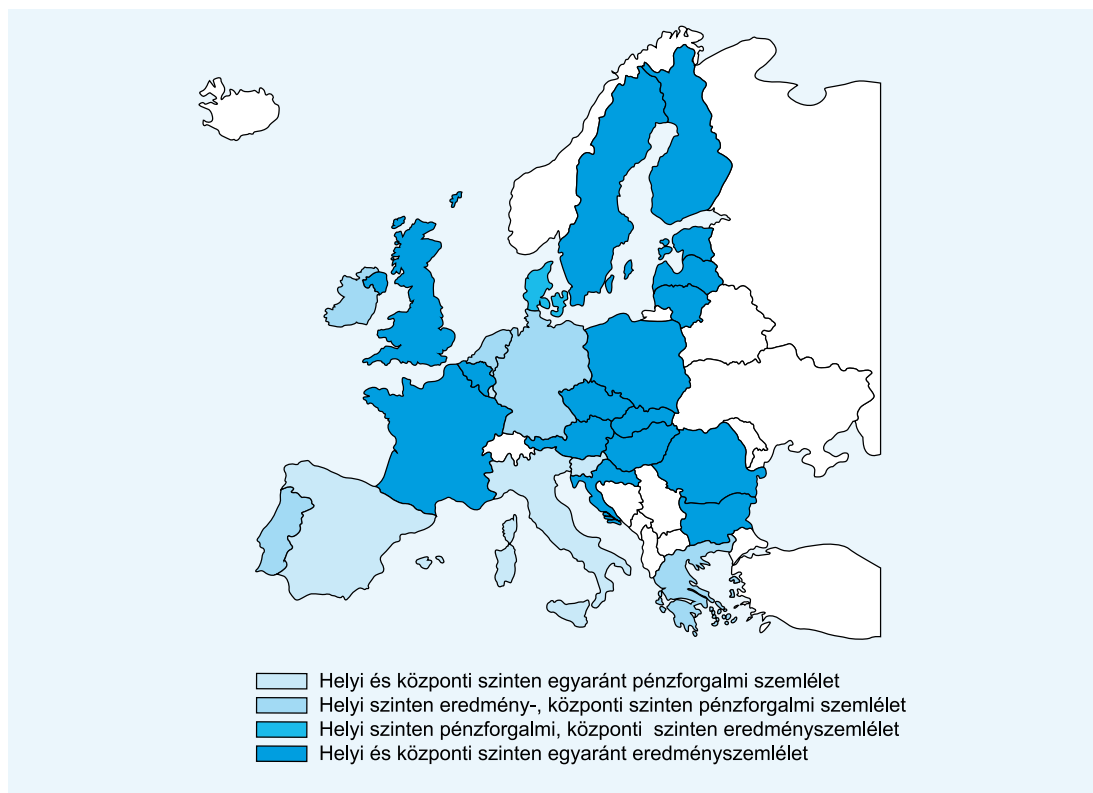 Helyi és központi szinten egyaránt pénzforgalmi szemlélet
Helyi szinten eredmény-, központi szinten pénzforgalmi szemlélet
Helyi szinten pénzforgalmi, központi szinten eredményszemlélet
Helyi és központi szinten egyaránt eredményszemlélet